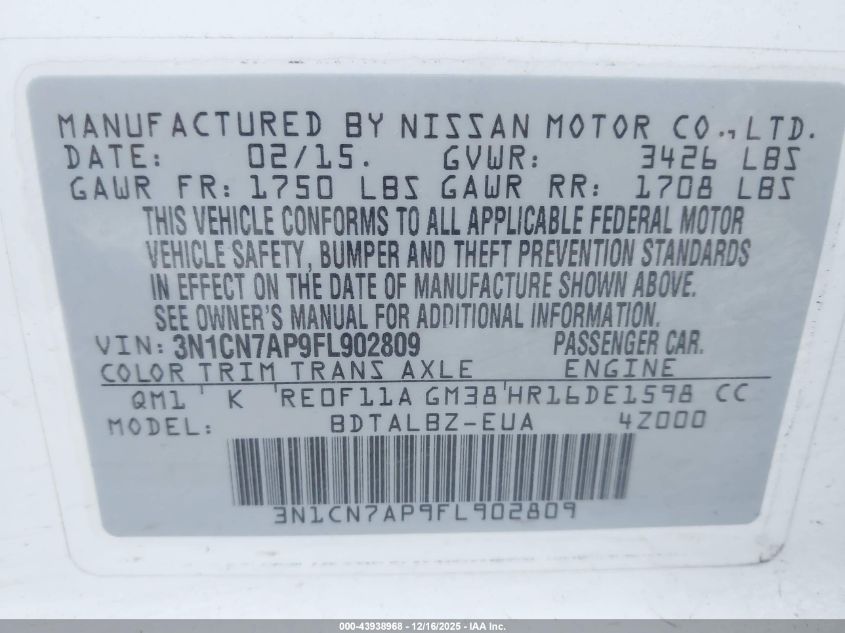 MANUFACTURED BY NISSAN MOTOR CO., LTD.
DATE: 02/15. GVWR: 3426 LBS
GAWR FR: 1750 LBS GAWR RR: 1708 LBS
THIS VEHICLE CONFORMS TO ALL APPLICABLE FEDERAL MOTOR
VEHICLE SAFETY, BUMPER AND THEFT PREVENTION STANDARDS
IN EFFECT ON THE DATE OF MANUFACTURE SHOWN ABOVE.
SEE OWNER'S MANUAL FOR ADDITIONAL INFORMATION.
VIN: 3N1CN7AP9FL902809 PASSENGER CAR.
COLOR TRIM TRANS AXLE ENGINE
QM1 K RE0F11A GM38 HR16DE1598 CC
MODEL: BDTALBZ-EUA 4Z000
3N1CN7AP9FL902809
000-43938968 - 12/16/2025 - IAA Inc.